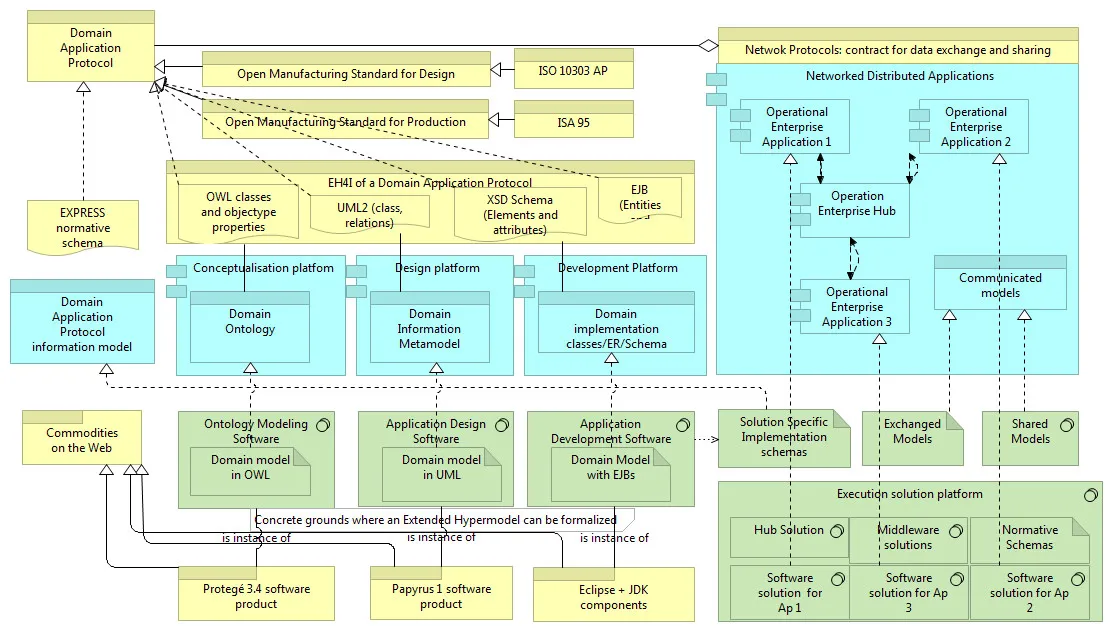 Domain
Application
Protocol
Netwok Protocols: contract for data exchange and sharing
Open Manufacturing Standard for Design
ISO 10303 AP
Open Manufacturing Standard for Production
ISA 95
Networked Distributed Applications
Operational
Enterprise
Application 1
Operational
Enterprise
Application 2
Operation
Enterprise Hub
Operational
Enterprise
Application 3
Communicated
models
EH4I of a Domain Application Protocol
OWL classes
and objectype
properties
UML2 (class,
relations)
XSD Schema
(Elements and
attributes)
EJB
(Entities
EXPRESS
normative
schema
Conceptualisation platfom
Domain
Ontology
Design platform
Domain
Information
Metamodel
Development Platform
Domain
implementation
classes/ER/Schema
Domain
Application
Protocol
information model
Commodities
on the Web
Ontology Modeling
Software
Domain model
in OWL
Application Design
Software
Domain model
in UML
Application
Development Software
Domain Model
with EJBs
Solution Specific
Implementation
schemas
Exchanged
Models
Shared
Models
Concrete grounds where an Extended Hypermodel can be formalized
is instance of
is instance of
is instance of
Protegé 3.4 software
product
Papyrus 1 software
product
Eclipse + JDK
components
Execution solution platform
Hub Solution
Middleware
solutions
Normative
Schemas
Software
solution for
Ap 1
Software
solution for Ap
3
Software
solution for Ap
2